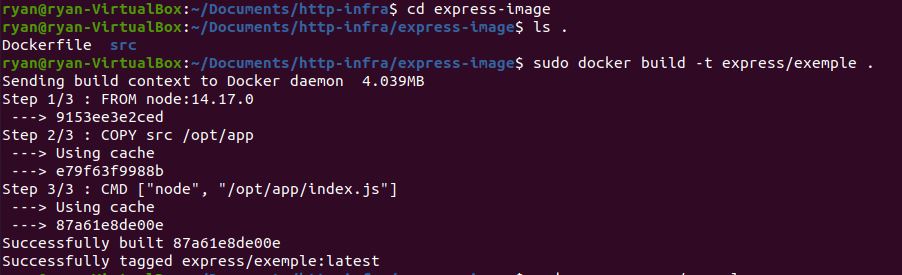 ryan@ryan-VirtualBox:~/Documents/http-infra$ cd express-image
ryan@ryan-VirtualBox:~/Documents/http-infra/express-image$ ls .
Dockerfile  src
ryan@ryan-VirtualBox:~/Documents/http-infra/express-image$ sudo docker build -t express/exemple .
Sending build context to Docker daemon  4.039MB
Step 1/3 : FROM node:14.17.0
 ---> 9153ee3e2ced
Step 2/3 : COPY src /opt/app
 ---> Using cache
 ---> e79f63f9988b
Step 3/3 : CMD ["node", "/opt/app/index.js"]
 ---> Using cache
 ---> 87a61e8de00e
Successfully built 87a61e8de00e
Successfully tagged express/exemple:latest